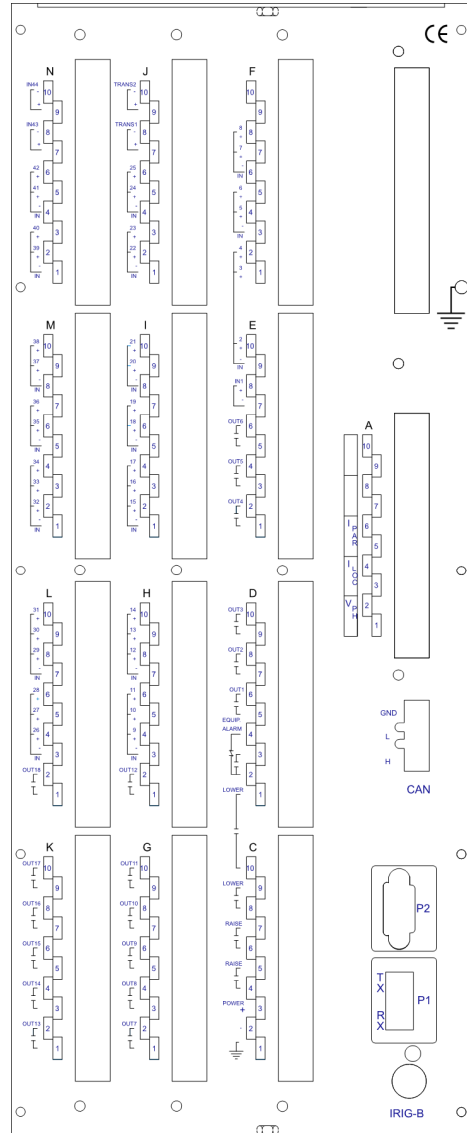 CE
N
IN44 - 10
+ 9
IN43 - 8
+ 7
42 + 6
41 + 5
- IN 4
40 + 3
39 + 2
- IN 1
J
TRANS2 - 10
+ 9
TRANS1 - 8
+ 7
25 + 6
24 + 5
- IN 4
23 + 3
22 + 2
- IN 1
F
10
9
8 + 8
7 + 7
- IN 6
6 + 5
5 + 4
- IN 3
4 + 2
3 + 1
M
38 + 10
37 + 9
- IN 8
36 + 7
35 + 6
- IN 5
34 + 4
33 + 3
32 + 2
- IN 1
I
21 + 10
20 + 9
- IN 8
19 + 7
18 + 6
- IN 5
17 + 4
16 + 3
15 + 2
- IN 1
E
2 + 10
- IN 9
IN1 + 8
- 7
OUT6 6
5
OUT5 4
3
OUT4 2
1
A
10
9
8
7
I PAR 6
5
I LOC 4
3
V PH 2
1
L
31 + 10
30 + 9
29 + 8
- IN 7
28 + 6
27 + 5
26 + 4
- IN 3
OUT18 2
1
H
14 + 10
13 + 9
12 + 8
- IN 7
11 + 6
10 + 5
9 + 4
- IN 3
OUT12 2
1
D
OUT3 10
9
OUT2 8
7
OUT1 6
5
EQUIP.
ALARM 4
3
2
LOWER 1
GND
L
H
CAN
K
OUT17 10
9
OUT16 8
7
OUT15 6
5
OUT14 4
3
OUT13 2
1
G
OUT11 10
9
OUT10 8
7
OUT9 6
5
OUT8 4
3
OUT7 2
1
C
10
LOWER 9
8
RAISE 7
6
RAISE 5
4
POWER + 3
- 2
1
P2
TX
RX
P1
IRIG-B